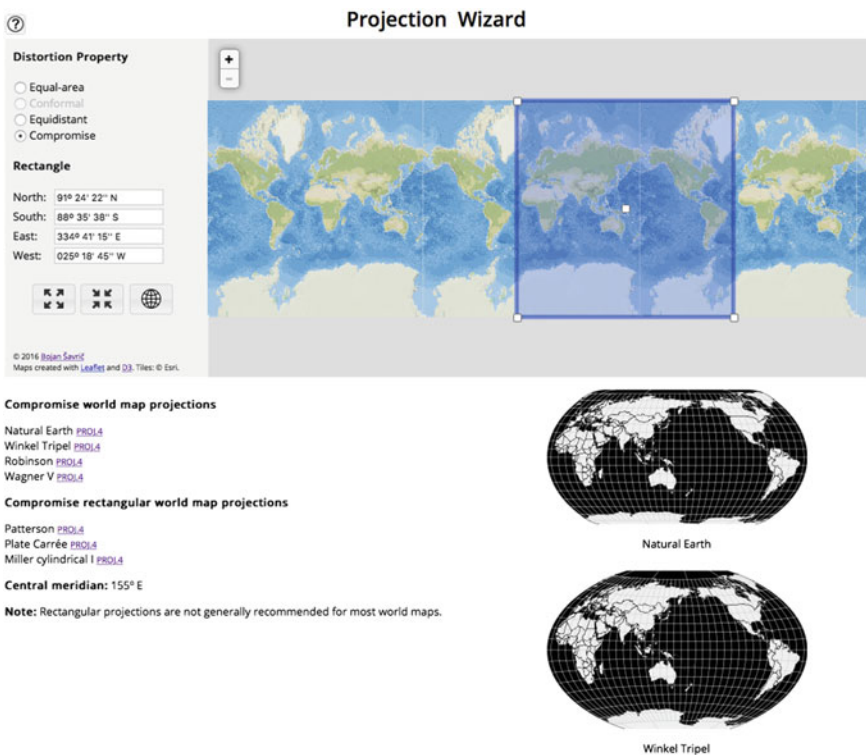 Projection Wizard
?
Distortion Property
Equal-area
Conformal
Equidistant
Compromise
Rectangle
North: 91º 24' 22'' N
South: 88º 35' 38'' S
East: 334º 41' 15'' E
West: 025º 18' 45'' W
© 2016 Bojan Šavrič
Maps created with Leaflet and D3. Tiles: © Esri.
+
−
Compromise world map projections
Natural Earth PROJ.4
Winkel Tripel PROJ.4
Robinson PROJ.4
Wagner V PROJ.4
Compromise rectangular world map projections
Patterson PROJ.4
Plate Carrée PROJ.4
Miller cylindrical I PROJ.4
Central meridian: 155º E
Note: Rectangular projections are not generally recommended for most world maps.
Natural Earth
Winkel Tripel